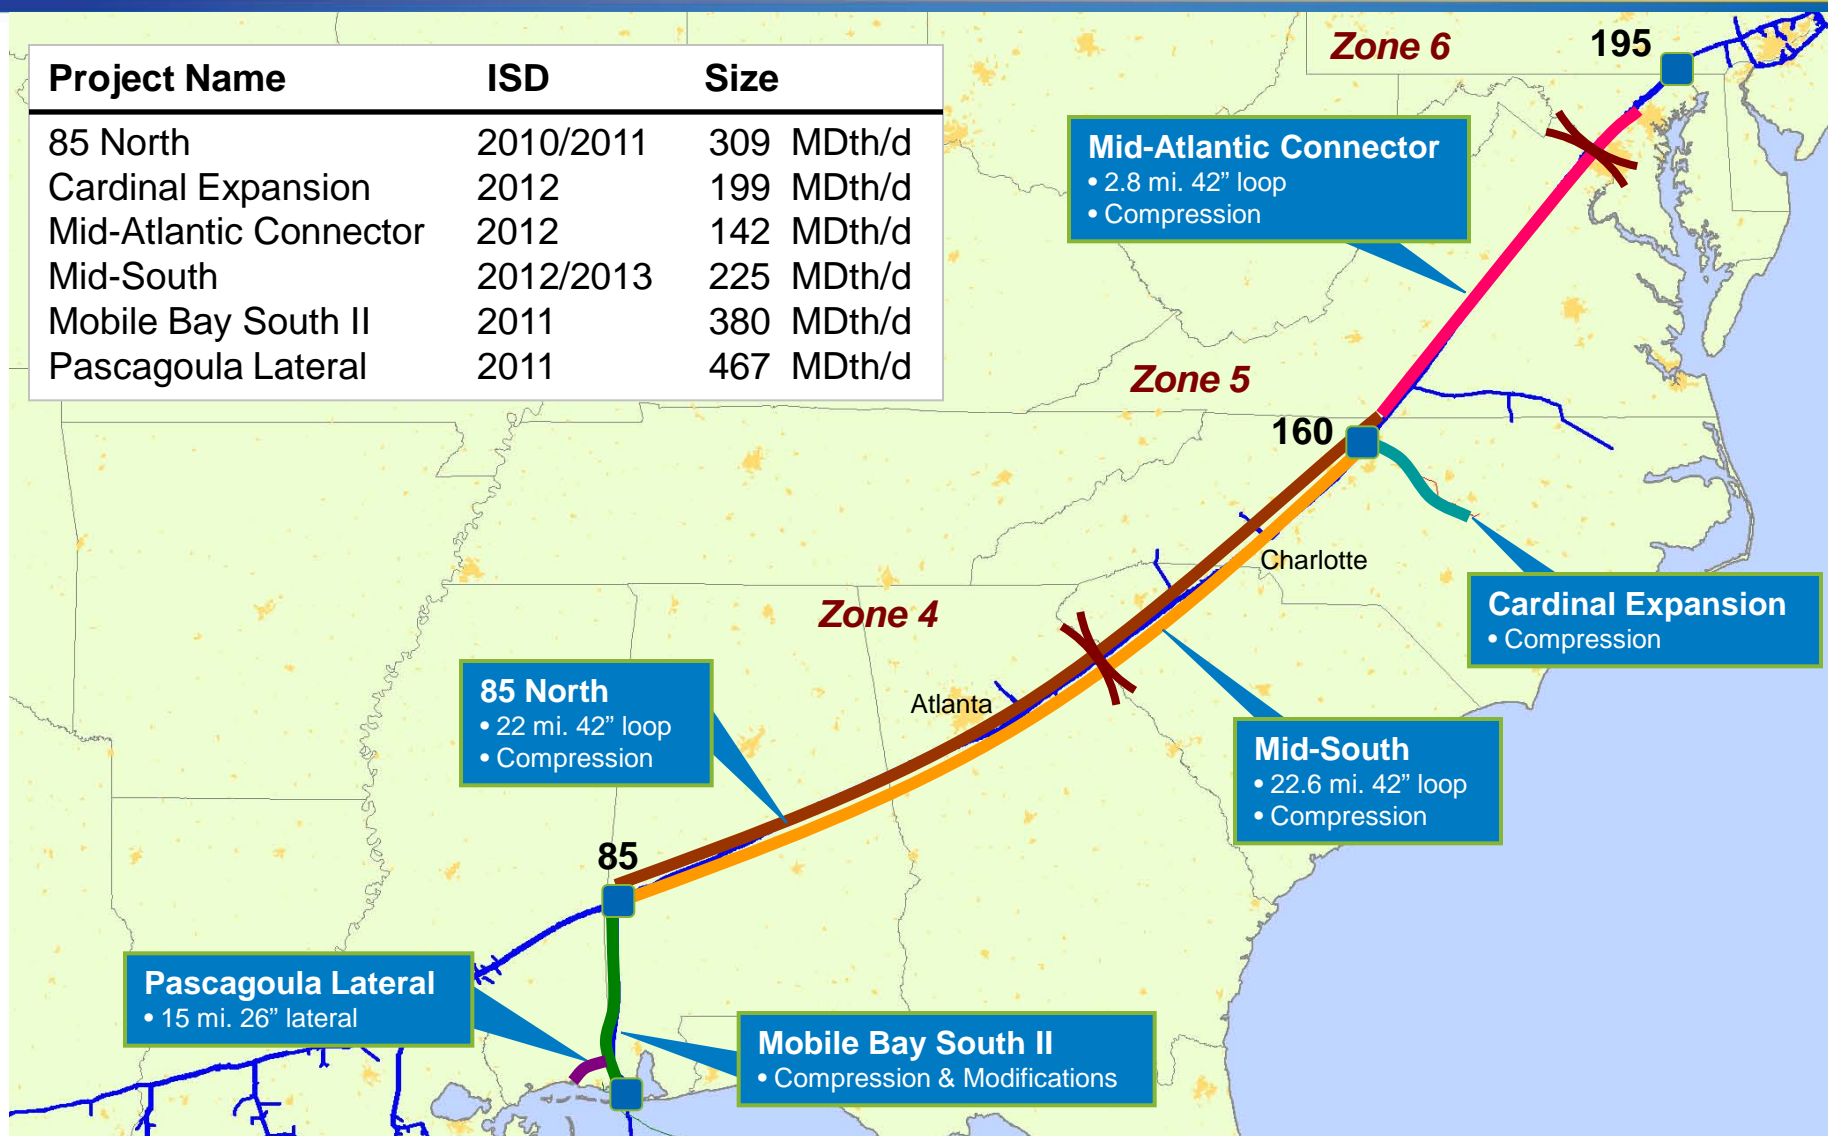 Project Name ISD Size
85 North 2010/2011 309 MDth/d
Cardinal Expansion 2012 199 MDth/d
Mid-Atlantic Connector 2012 142 MDth/d
Mid-South 2012/2013 225 MDth/d
Mobile Bay South II 2011 380 MDth/d
Pascagoula Lateral 2011 467 MDth/d
Zone 6
195
Mid-Atlantic Connector
• 2.8 mi. 42” loop
• Compression
Zone 5
160
Charlotte
Cardinal Expansion
• Compression
Zone 4
85 North
• 22 mi. 42” loop
• Compression
Atlanta
Mid-South
• 22.6 mi. 42” loop
• Compression
85
Pascagoula Lateral
• 15 mi. 26” lateral
Mobile Bay South II
• Compression & Modifications